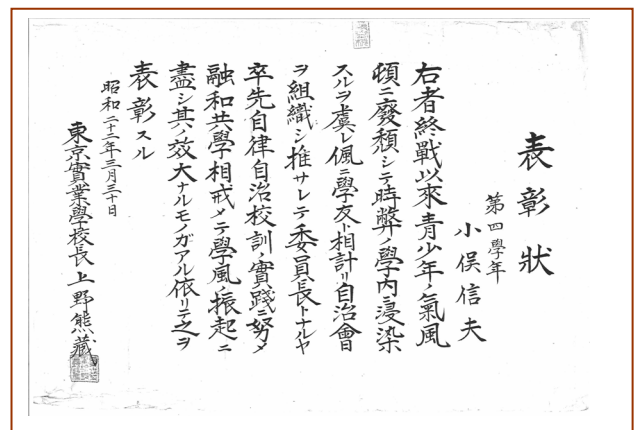 表彰状
第四學年
小俣信夫
右者終戰以來青少年ノ氣風
頓ニ廢頽シテ時弊ノ學内ニ浸染
スルヲ虞レ偑ニ學友ト相計リ自治會
ヲ組織シ推サレテ委員長トナルヤ
卒先自律自治校訓ノ實踐ニ努メ
融和共學相戒メテ學風ノ振起ニ
盡シ其ノ效大ナルモノガアル依リテ之ヲ
表彰スル
昭和二十二年三月三十日
東京實業學校長上野熊藏